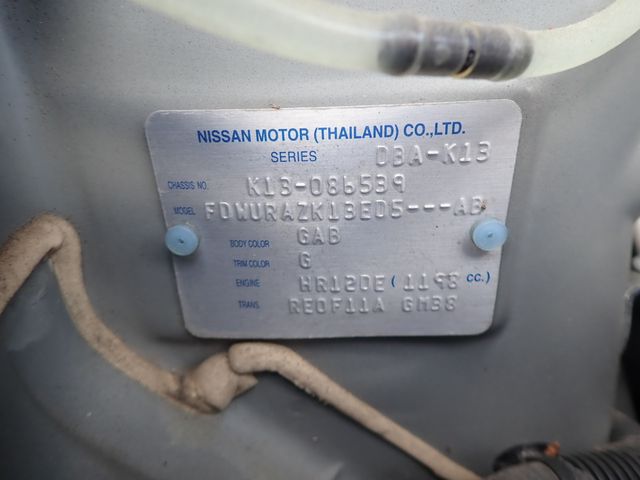 NISSAN MOTOR (THAILAND) CO.,LTD.
SERIES DBA-K13
CHASSIS NO. K13-086539
MODEL FDWURAZK13EDS---AB
BODY COLOR GAB
TRIM COLOR G
ENGINE HR12DE (1198 cc.)
TRANS. RE0F11A GM38